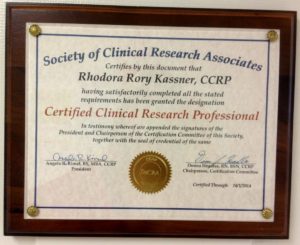 Society of Clinical Research Associates
Certifies by this document that
Rhodora Rory Kassner, CCRP
having satisfactorily completed all the stated
requirements has been granted the designation
Certified Clinical Research Professional
In testimony whereof are appended the signatures of the
President and Chairperson of the Certification Committee of this Society,
together with the seal of credential of the same
President
Chairperson, Certification Committee
SoCRA
Certified Through